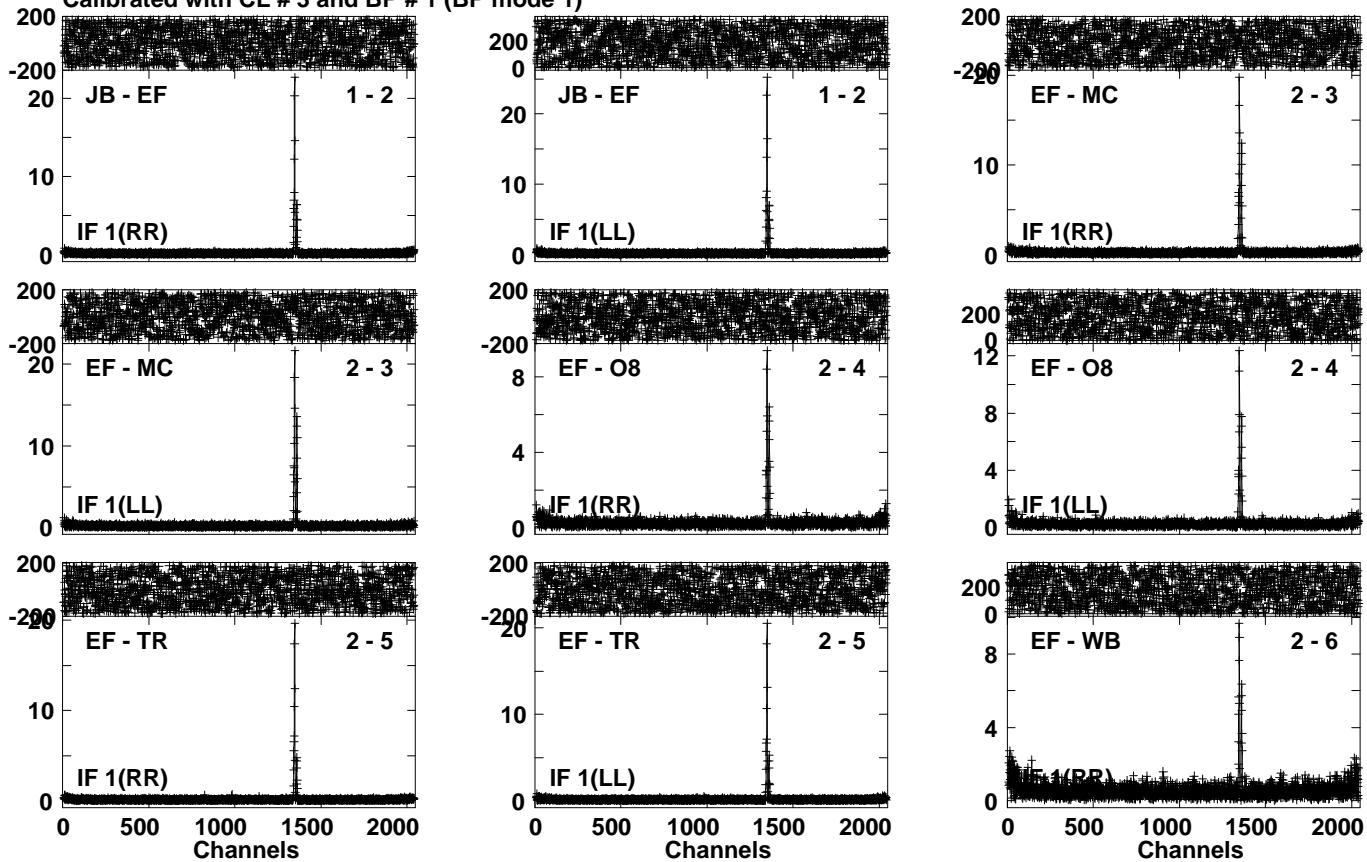 Calibrated with CL # 3 and BP # 1 (BP mode 1)
200
-200
20
JB - EF 1 - 2
10
IF 1(RR)
0
200
0
20
JB - EF 1 - 2
10
IF 1(LL)
0
200
-200
20
EF - MC 2 - 3
10
IF 1(RR)
0
200
-200
20
EF - MC 2 - 3
10
IF 1(LL)
0
200
-200
8
EF - O8 2 - 4
4
IF 1(RR)
0
200
0
12
EF - O8 2 - 4
8
4
IF 1(LL)
0
200
-200
20
EF - TR 2 - 5
10
IF 1(RR)
0
0 500 1000 1500 2000
Channels
200
-200
20
EF - TR 2 - 5
10
IF 1(LL)
0
0 500 1000 1500 2000
Channels
200
0
8
EF - WB 2 - 6
4
IF 1(RR)
0
0 500 1000 1500 2000
Channels